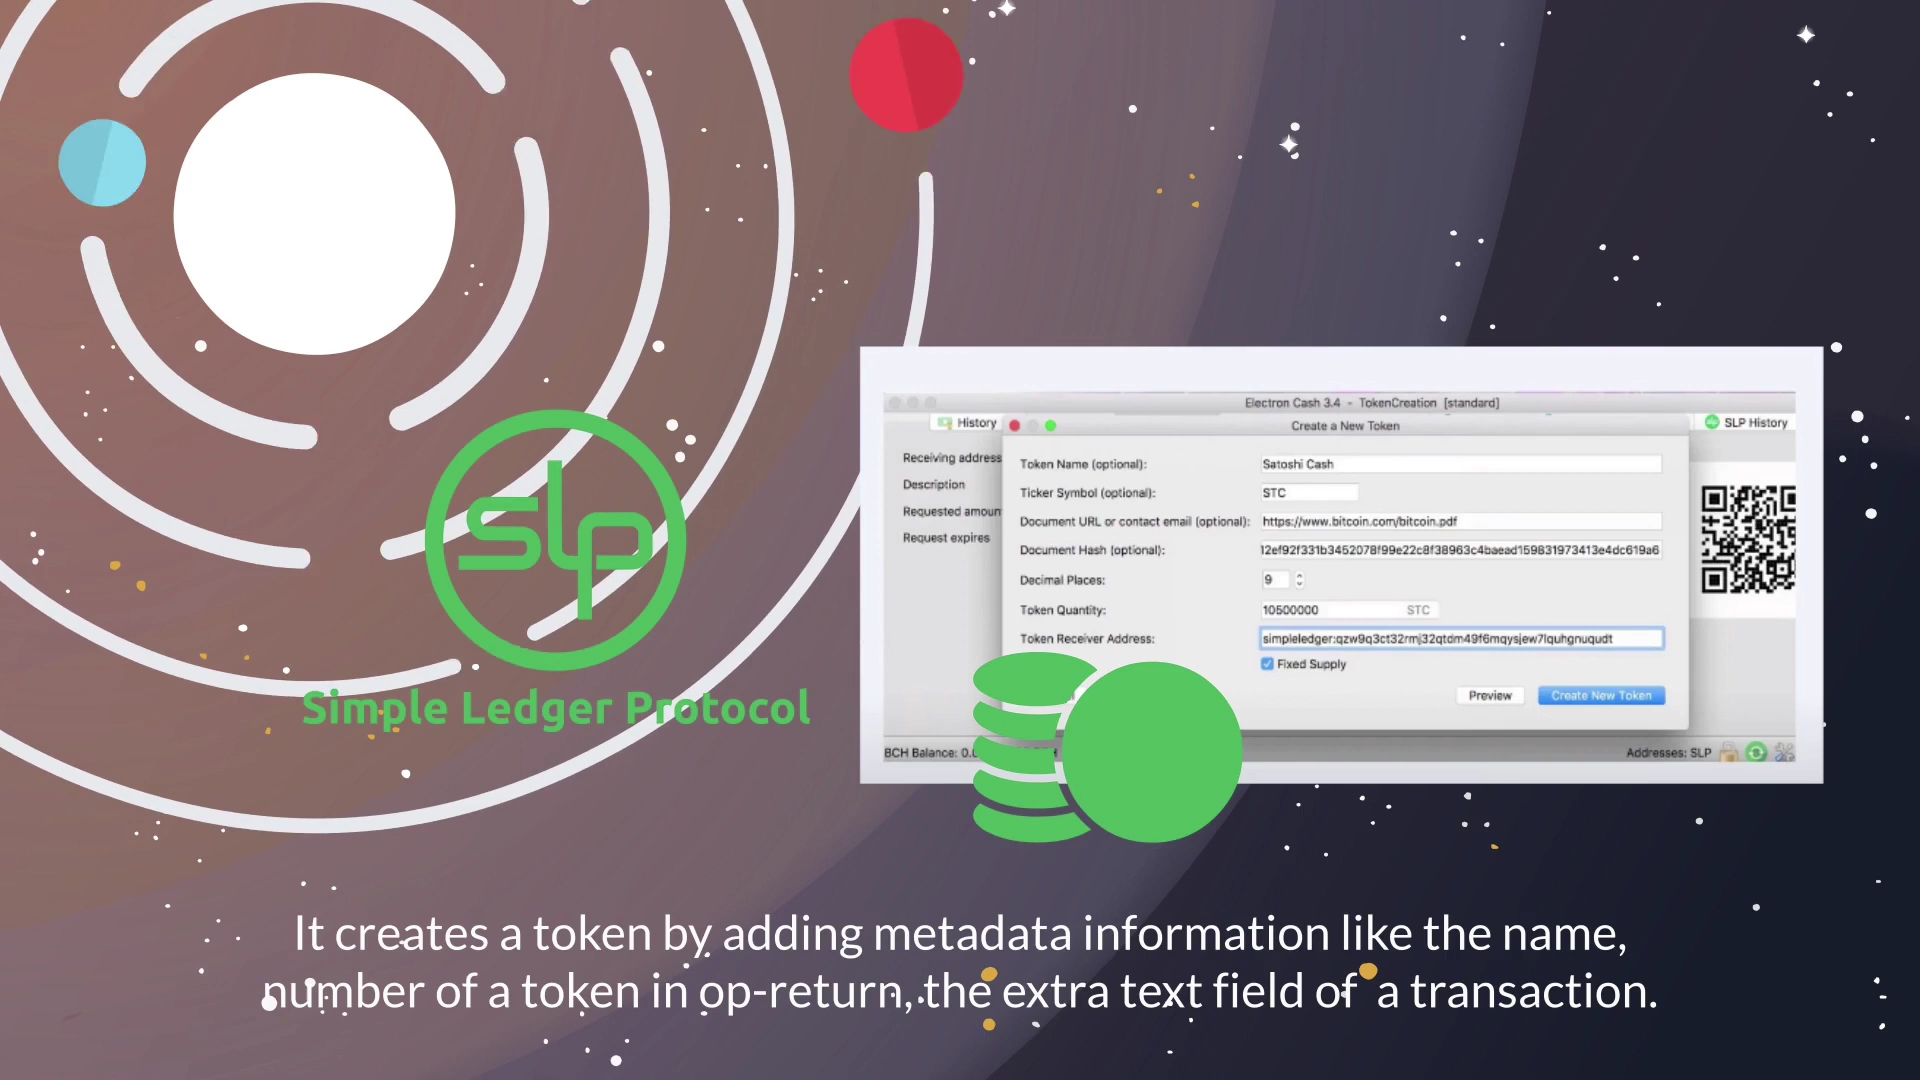 Electron Cash 3.4 - TokenCreation [standard]
History
Create a New Token
SLP History
Receiving address
Description
Requested amoun
Request expires
Token Name (optional): Satoshi Cash
Ticker Symbol (optional): STC
Document URL or contact email (optional): https://www.bitcoin.com/bitcoin.pdf
Document Hash (optional): 12ef92f331b3452078f99e22c8f38963c4baead159831973413e4dc619a6
Decimal Places: 9
Token Quantity: 10500000 STC
Token Receiver Address: simpleledger:qzw9q3ct32rmj32qtdm49f6mqysjew7lquhgnuqudt
Fixed Supply
Preview Create New Token
BCH Balance: 0.
Addresses: SLP
slp
Simple Ledger Protocol
It creates a token by adding metadata information like the name,
number of a token in op-return, the extra text field of a transaction.